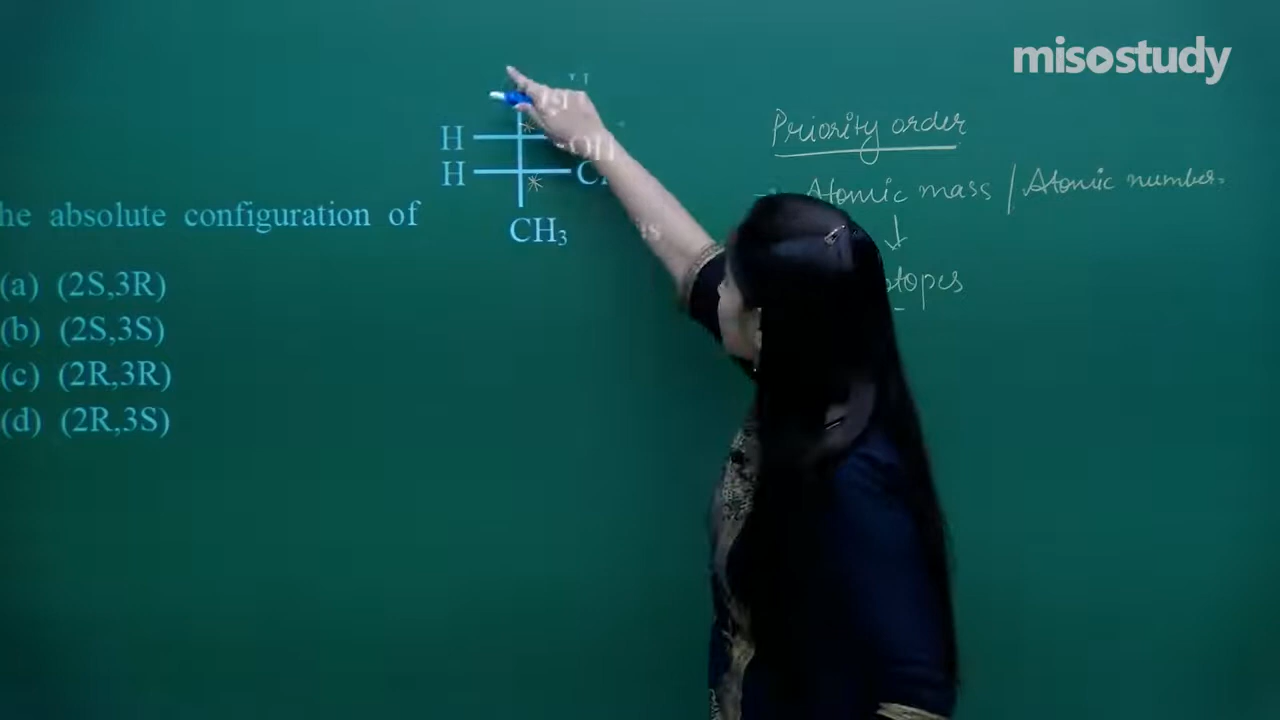 misostudy
Priority order
Atomic mass / Atomic number.
H
H
CH₃
he absolute configuration of
(a) (2S,3R)
(b) (2S,3S)
(c) (2R,3R)
(d) (2R,3S)